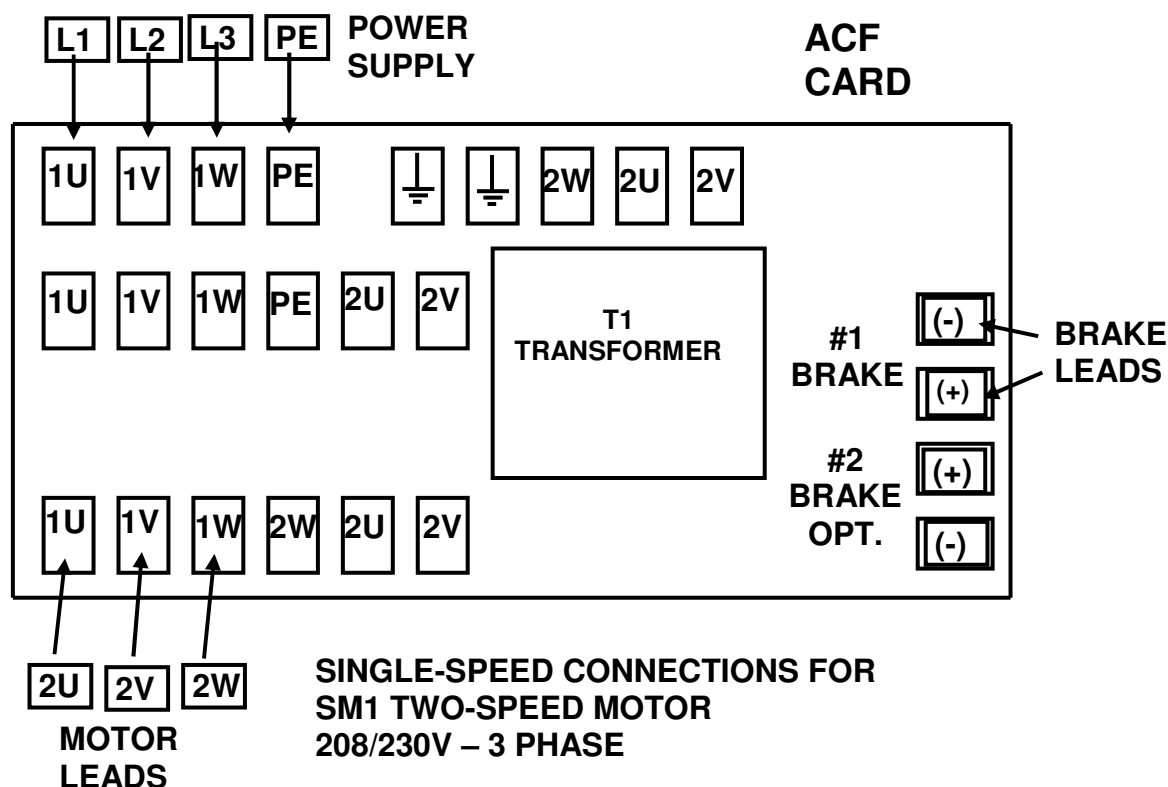 L1 L2 L3 PE POWER
SUPPLY
ACF
CARD
1U 1V 1W PE 2W 2U 2V
1U 1V 1W PE 2U 2V
T1
TRANSFORMER
#1
BRAKE
(-)
(+)
BRAKE
LEADS
#2
BRAKE
OPT.
(+)
(-)
1U 1V 1W 2W 2U 2V
2U 2V 2W
MOTOR
LEADS
SINGLE-SPEED CONNECTIONS FOR
SM1 TWO-SPEED MOTOR
208/230V – 3 PHASE